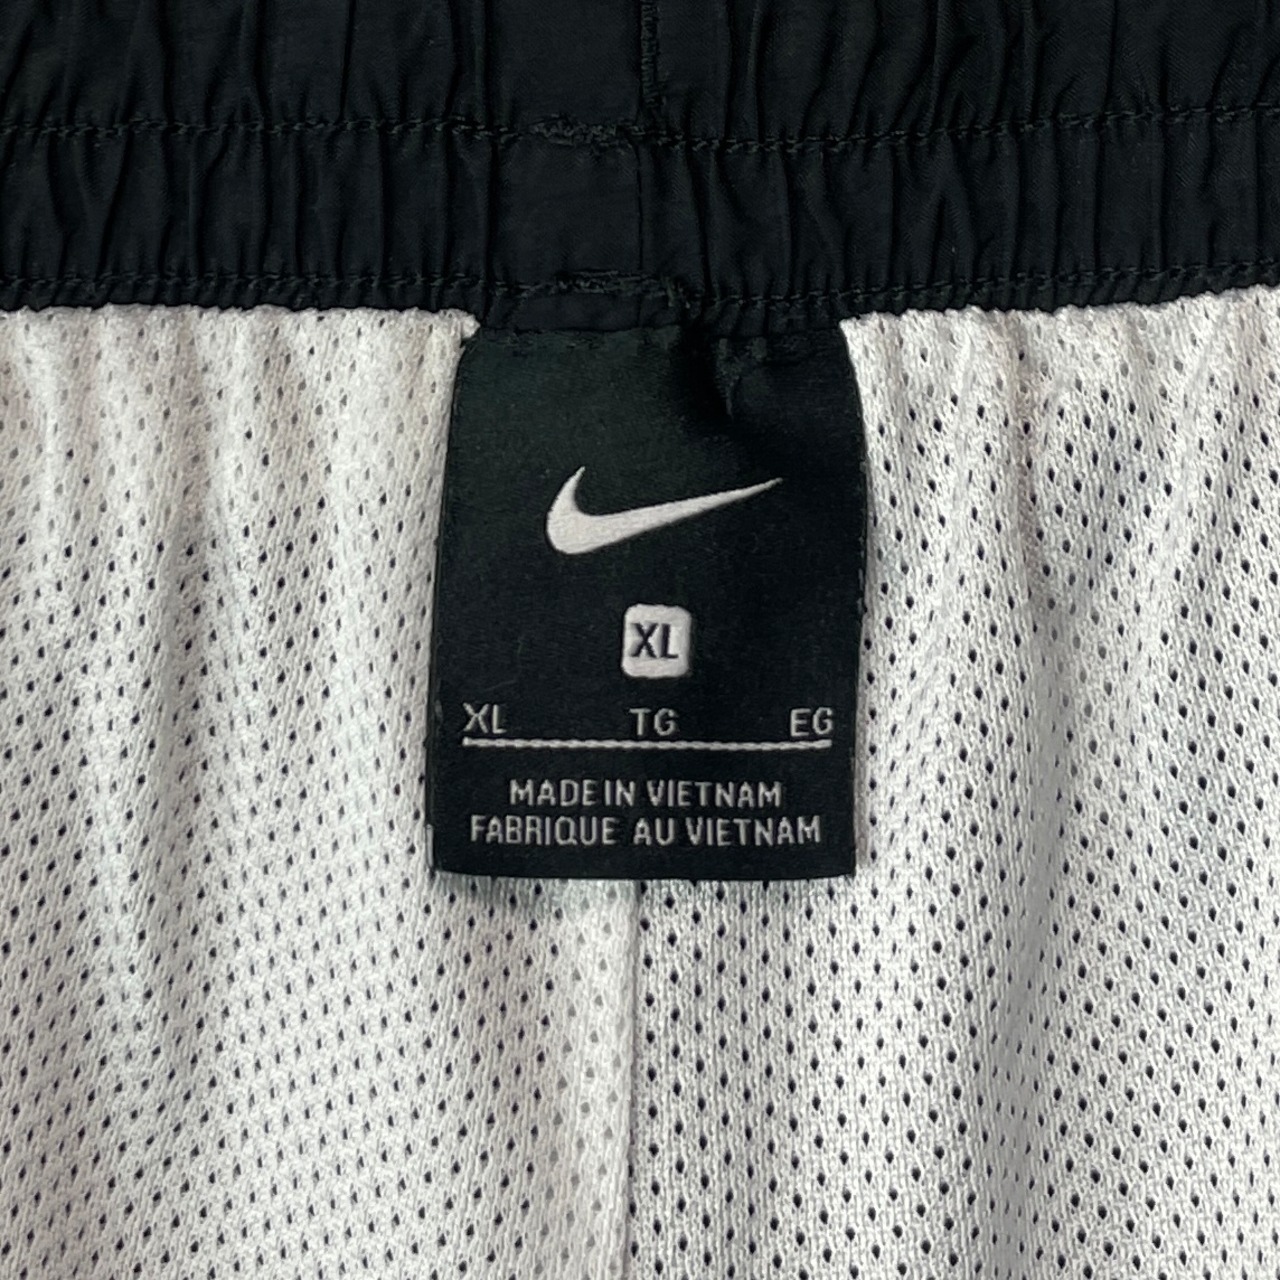 XL
XL TG EG
MADE IN VIETNAM
FABRIQUE AU VIETNAM